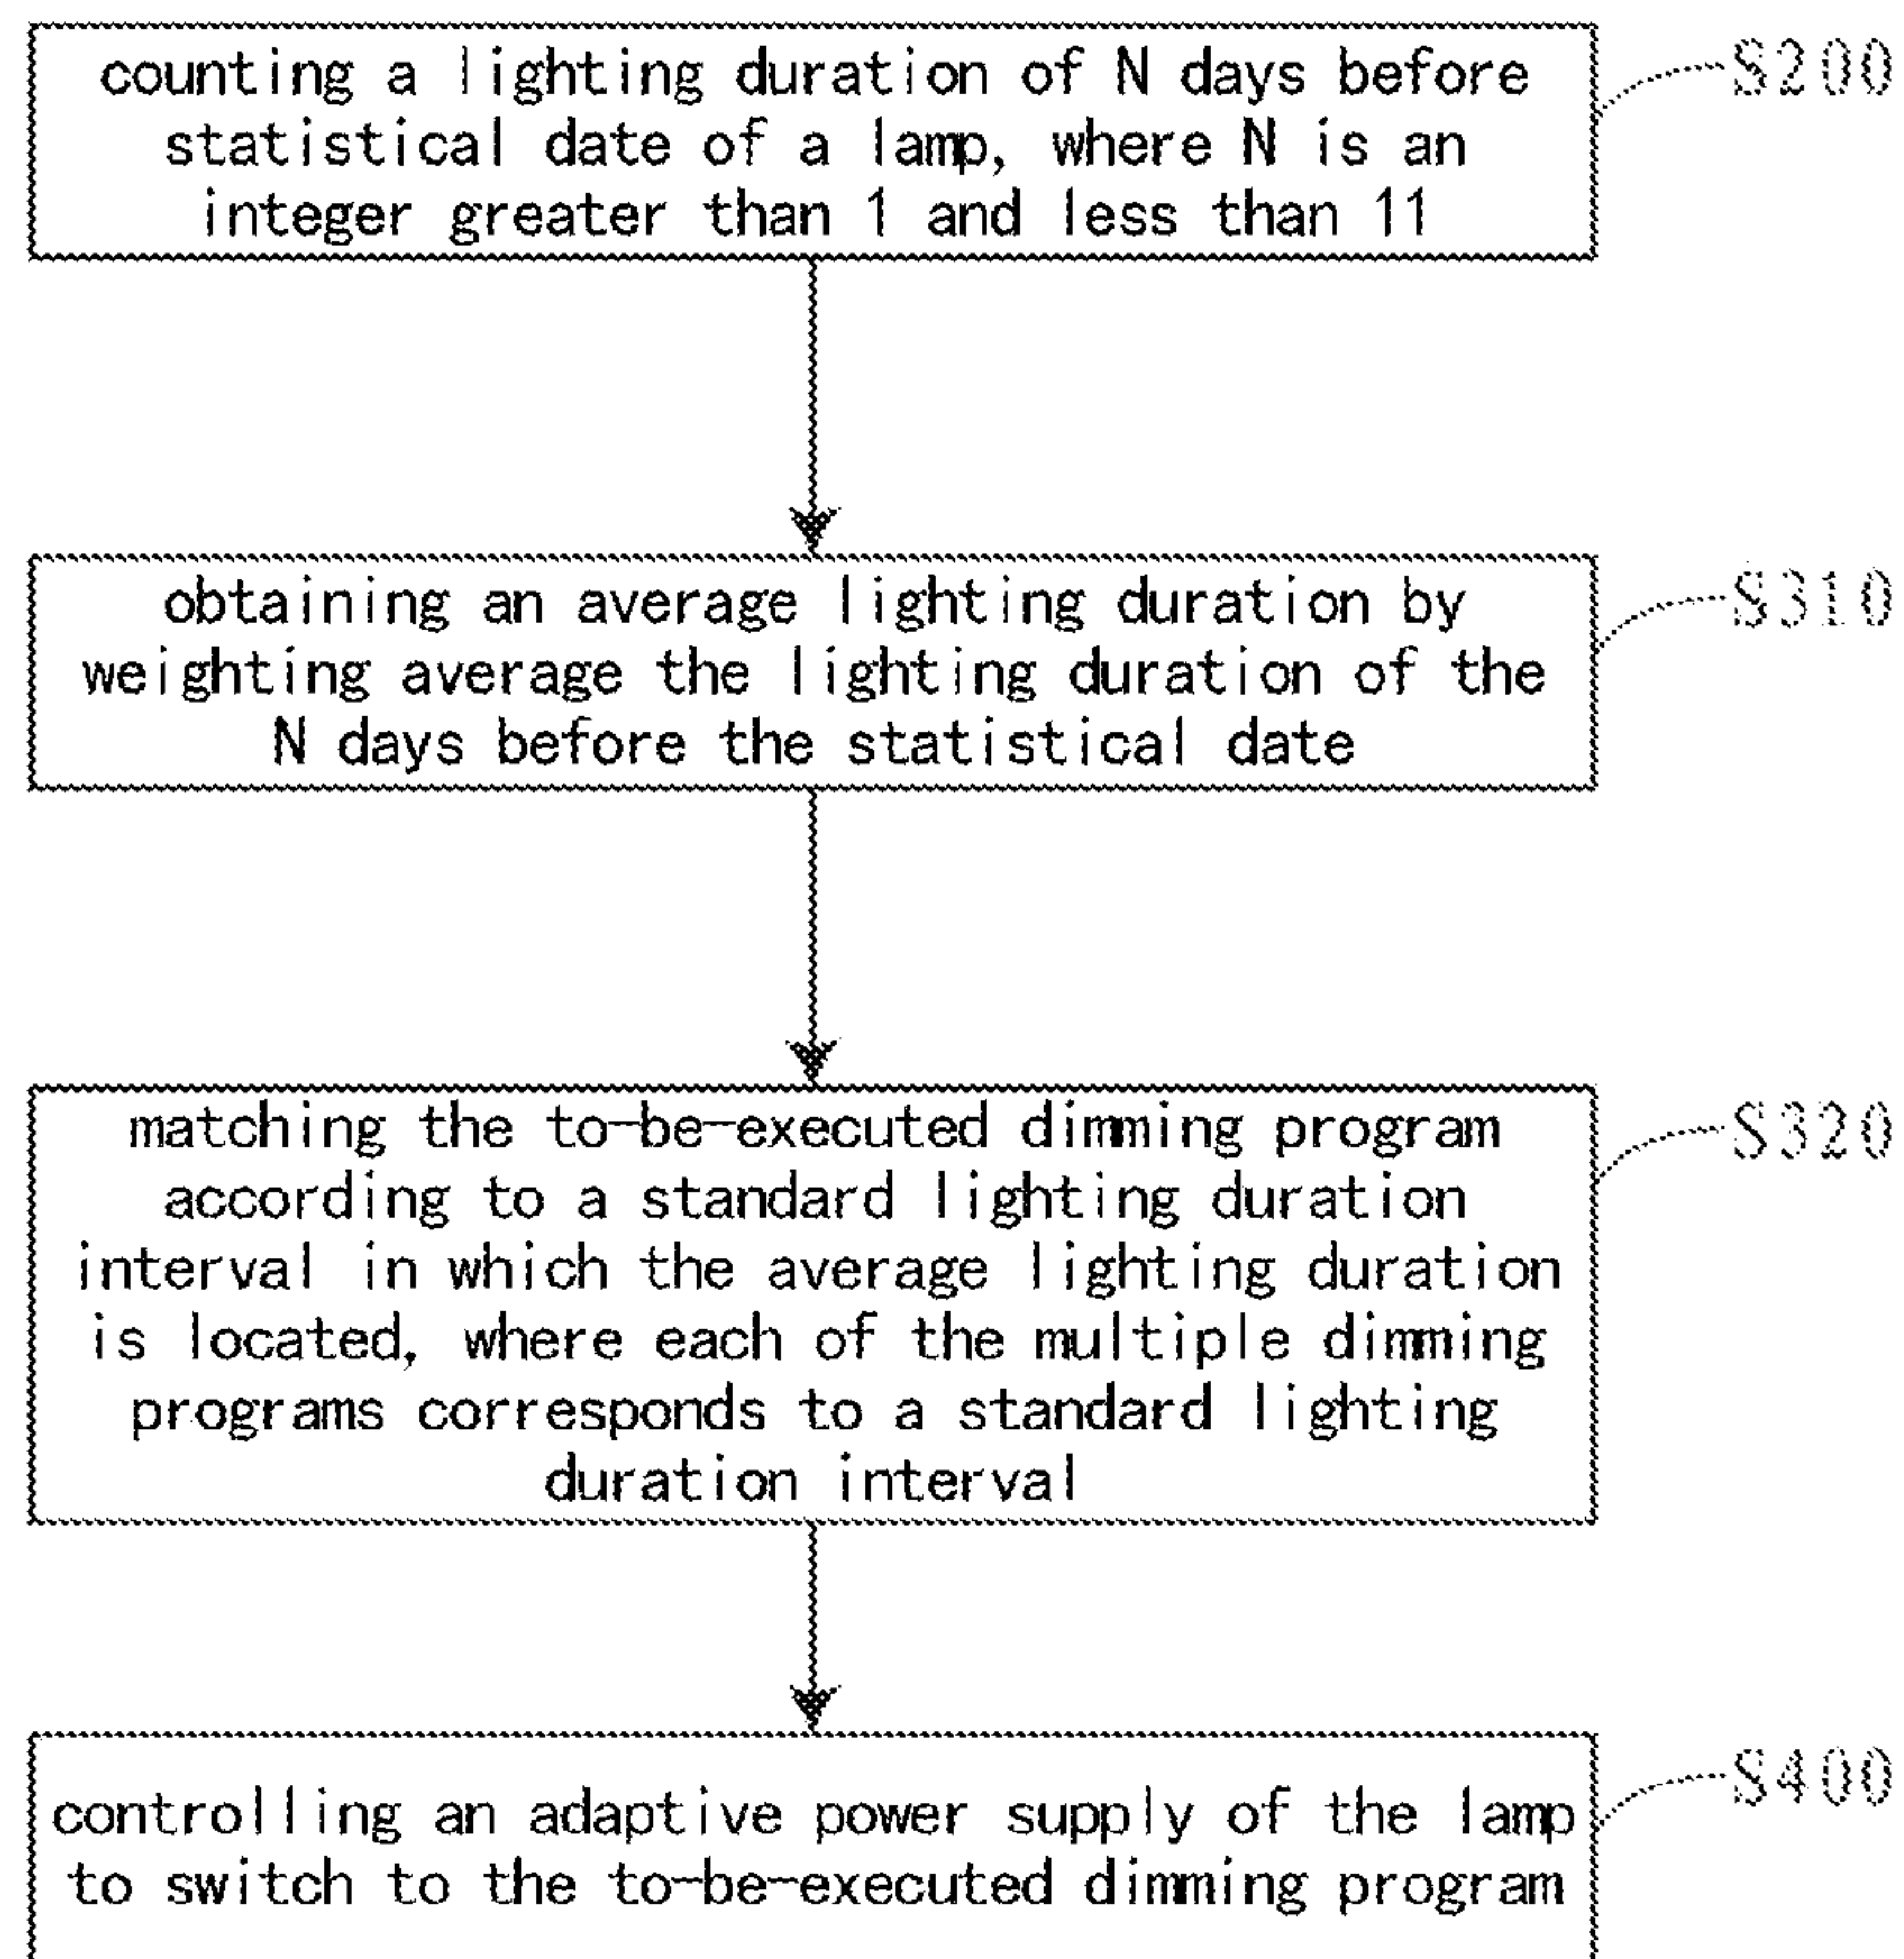 counting a lighting duration of N days before
statistical date of a lamp, where N is an
integer greater than 1 and less than 11
S200
obtaining an average lighting duration by
weighting average the lighting duration of the
N days before the statistical date
S310
matching the to-be-executed dimming program
according to a standard lighting duration
interval in which the average lighting duration
is located, where each of the multiple dimming
programs corresponds to a standard lighting
duration interval
S320
controlling an adaptive power supply of the lamp
to switch to the to-be-executed dimming program
S400